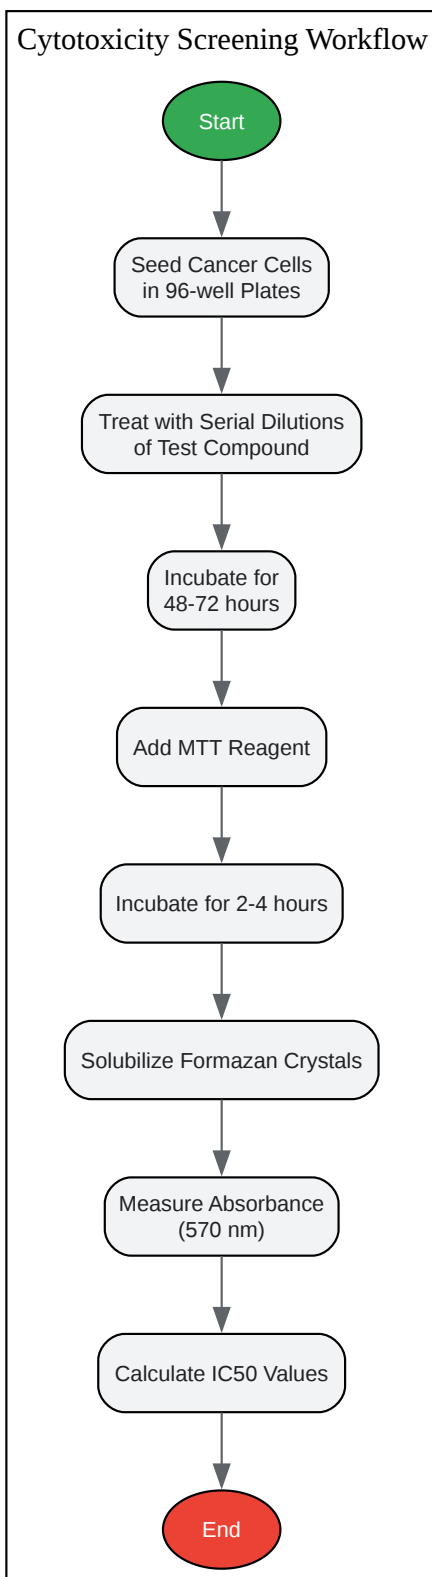 Cytotoxicity Screening Workflow
Start
Seed Cancer Cells
in 96-well Plates
Treat with Serial Dilutions
of Test Compound
Incubate for
48-72 hours
Add MTT Reagent
Incubate for 2-4 hours
Solubilize Formazan Crystals
Measure Absorbance
(570 nm)
Calculate IC50 Values
End